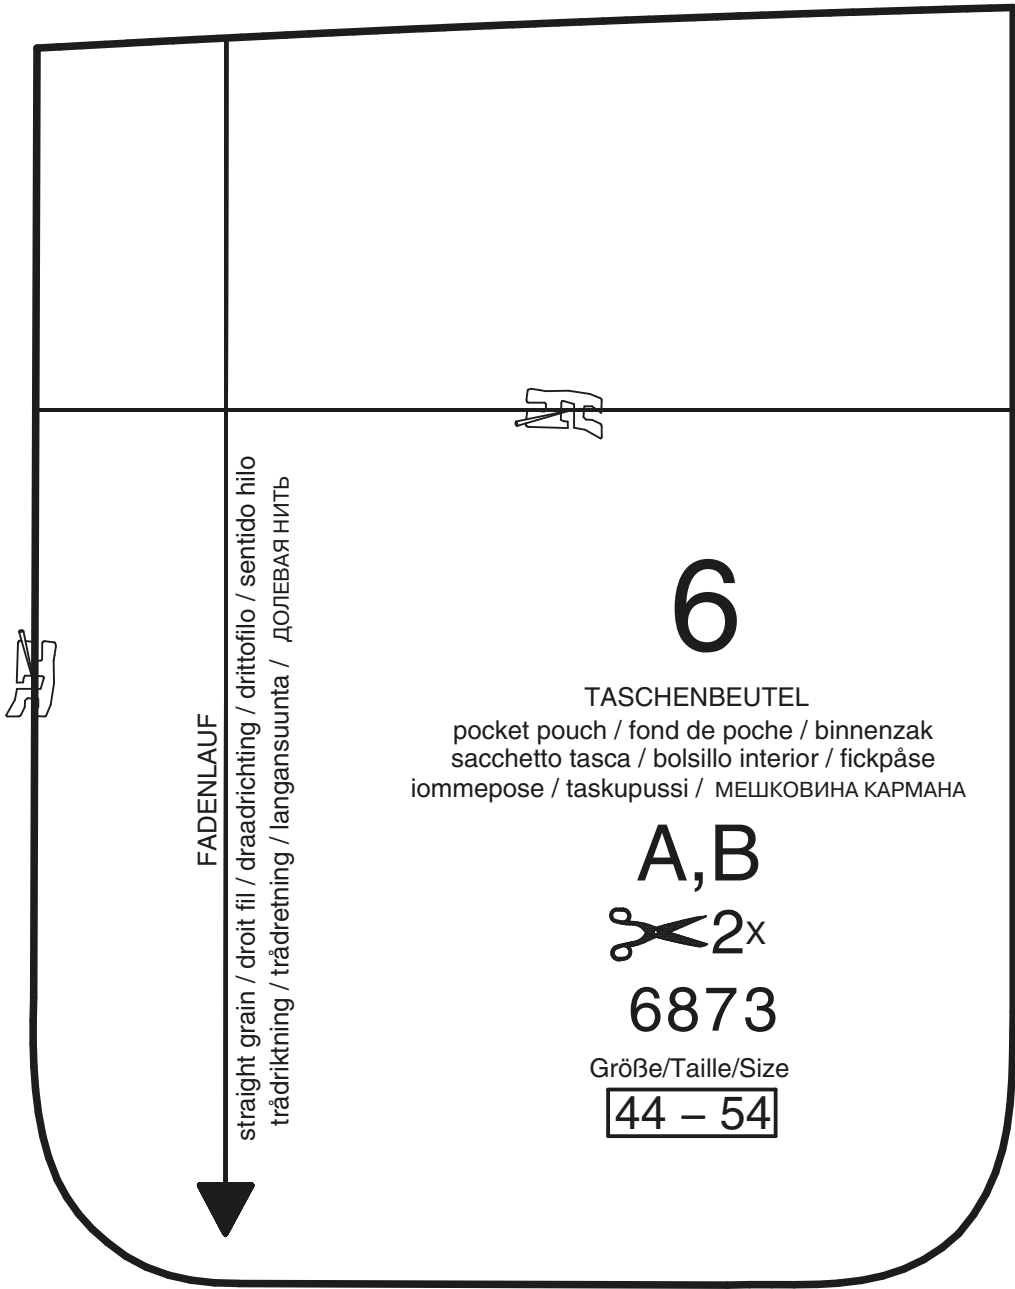 FADENLAUF
straight grain / droit fil / draadrichting / drittofilo / sentido hilo
trådriktning / trådretning / langansuunta / ДОЛЕВАЯ НИТЬ
6
TASCHENBEUTEL
pocket pouch / fond de poche / binnenzak
sacchetto tasca / bolsillo interior / fickpåse
iommepose / taskupussi / МЕШКОВИНА КАРМАНА
A,B
2x
6873
Größe/Taille/Size
44 – 54